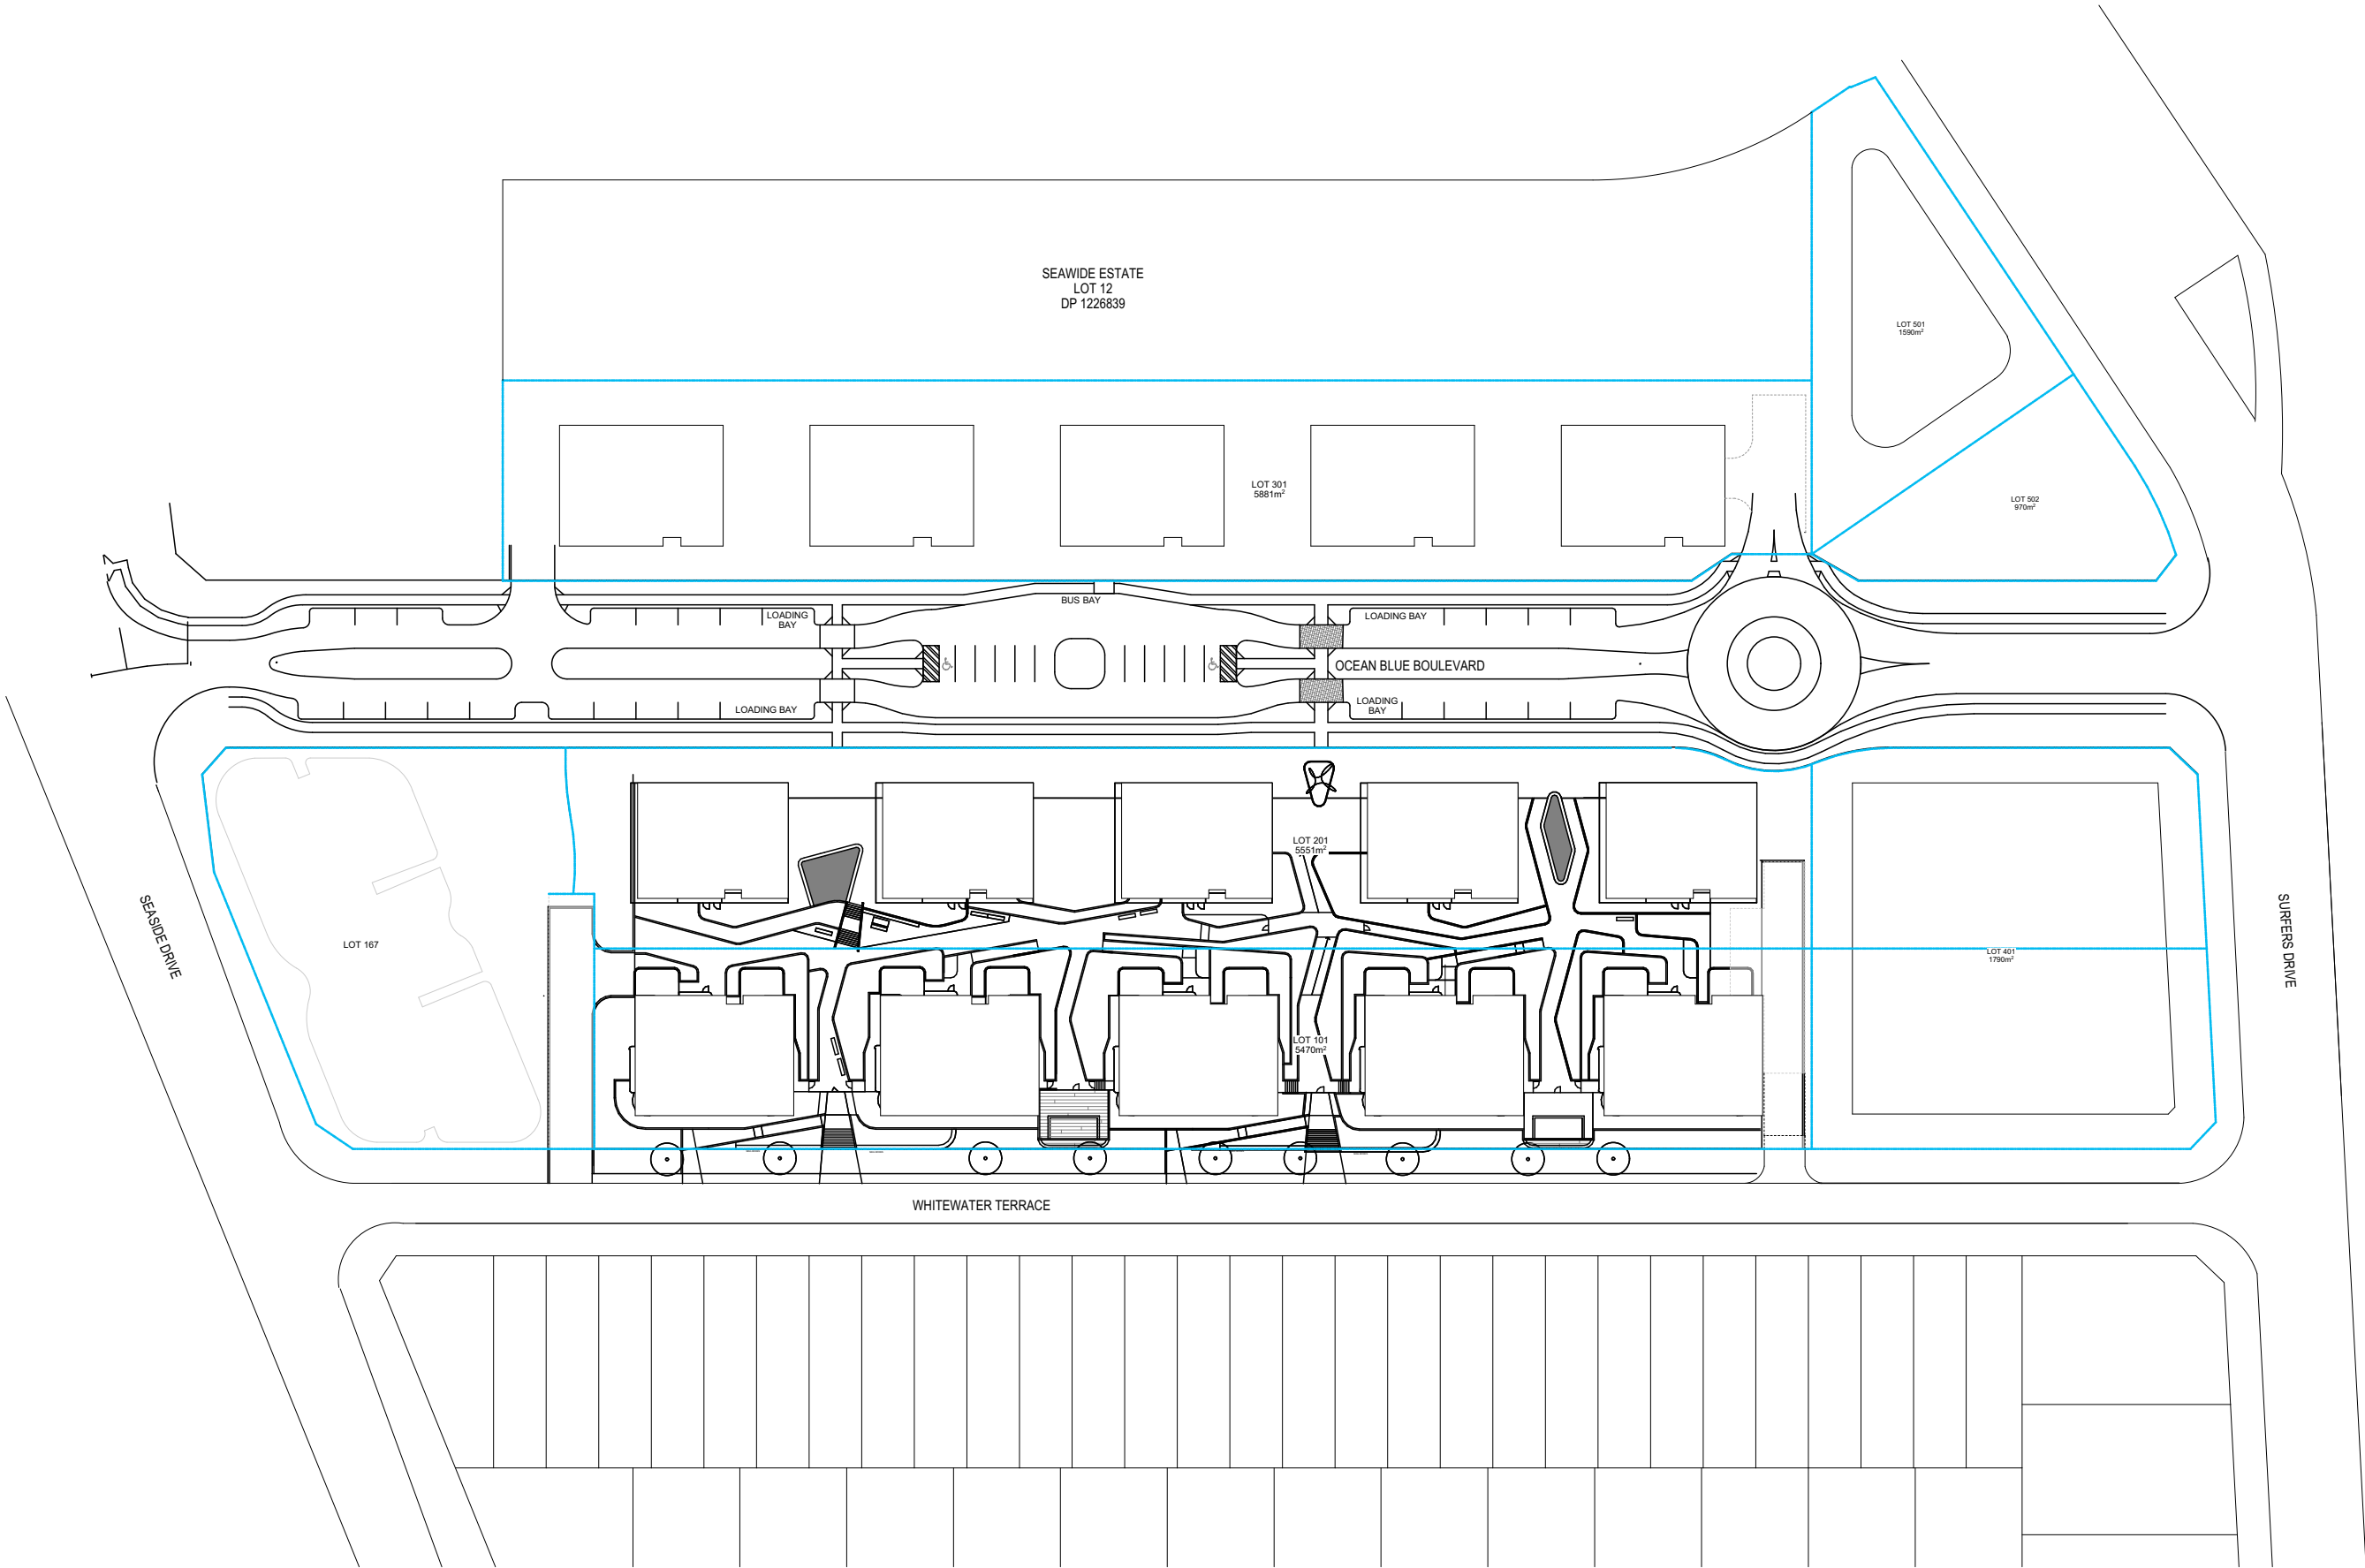 SEAWIDE ESTATE
LOT 12
DP 1226839
LOT 501
1590m²
LOT 301
5881m²
LOT 502
970m²
BUS BAY
LOADING
BAY
LOADING BAY
OCEAN BLUE BOULEVARD
LOADING BAY
LOADING
BAY
LOT 201
5551m²
SEASIDE DRIVE
LOT 167
LOT 401
1790m²
SURFERS DRIVE
LOT 101
5470m²
WHITEWATER TERRACE